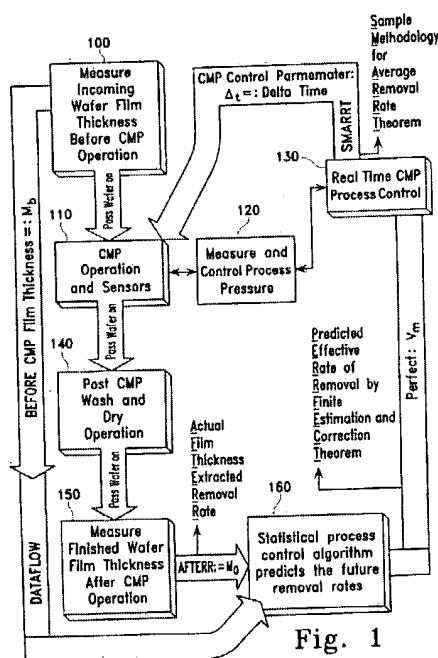 100
Measure
Incoming
Wafer Film
Thickness
Before CMP
Operation
CMP Control Parmemater:
Δt =: Delta Time
SMARRT
Sample
Methodology
for
Average
Removal
Rate
Theorem
130
Real Time CMP
Process Control
Pass Wafer on
110
CMP
Operation
and Sensors
120
Measure and
Control Process
Pressure
BEFORE CMP Film Thickness =: Mb
Pass Wafer on
140
Post CMP
Wash and
Dry
Operation
Predicted
Effective
Rate of
Removal by
Finite
Estimation and
Correction
Theorem
Perfect: Vm
Pass Wafer on
Actual
Film
Thickness
Extracted
Removal
Rate
150
Measure
Finished Wafer
Film Thickness
After CMP
Operation
AFTERR;=Mo
160
Statistical process
control algorithm
predicts the future
removal rates
DATAFLOW
Fig. 1